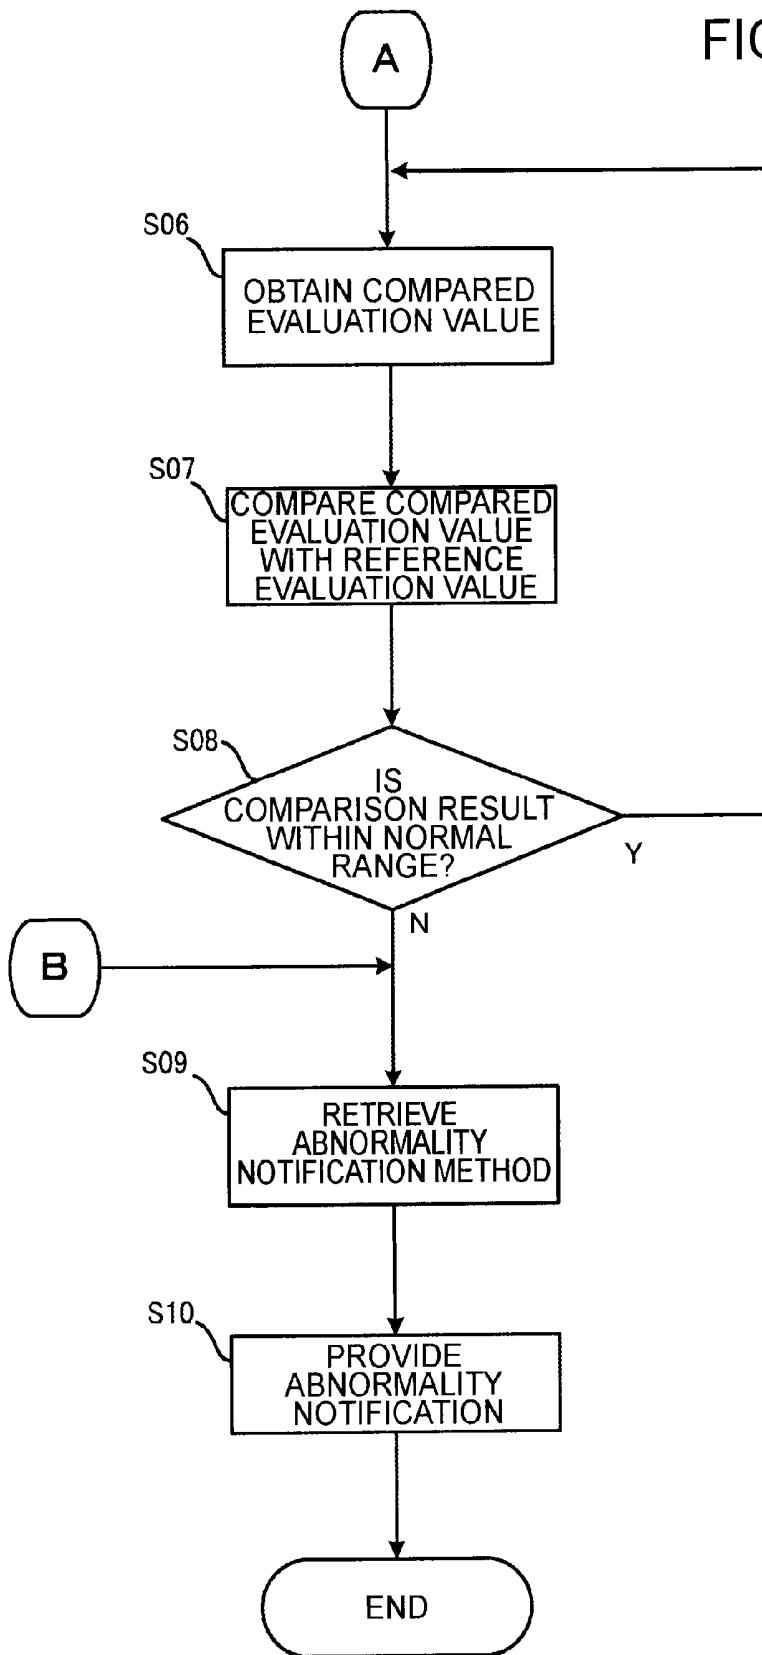 A
FIG
S06
OBTAIN COMPARED
EVALUATION VALUE
S07
COMPARE COMPARED
EVALUATION VALUE
WITH REFERENCE
EVALUATION VALUE
S08
IS
COMPARISON RESULT
WITHIN NORMAL
RANGE?
Y
N
B
S09
RETRIEVE
ABNORMALITY
NOTIFICATION METHOD
S10
PROVIDE
ABNORMALITY
NOTIFICATION
END